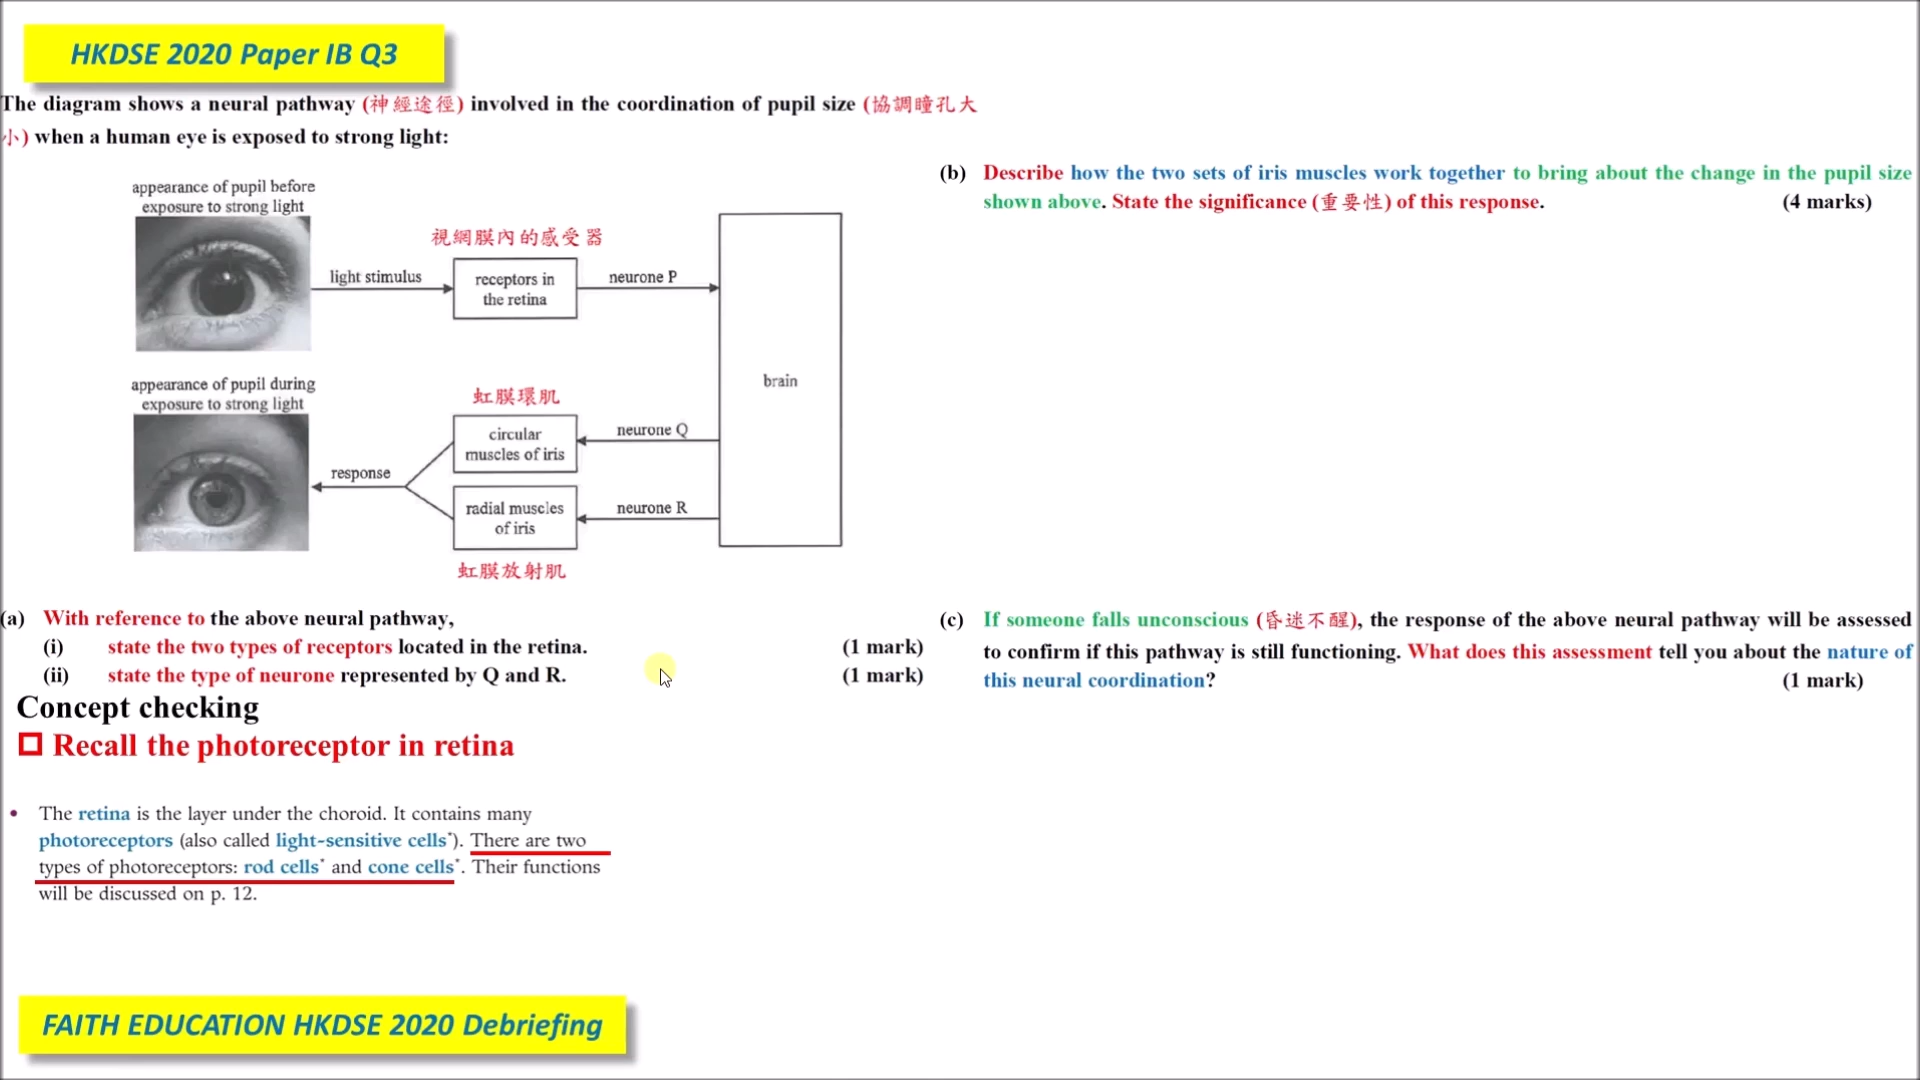 HKDSE 2020 Paper IB Q3
The diagram shows a neural pathway (神經途徑) involved in the coordination of pupil size (協調瞳孔大
小) when a human eye is exposed to strong light:
appearance of pupil before
exposure to strong light
light stimulus
視網膜內的感受器
receptors in
the retina
neurone P
brain
appearance of pupil during
exposure to strong light
response
虹膜環肌
circular
muscles of iris
neurone Q
radial muscles
of iris
neurone R
虹膜放射肌
(a) With reference to the above neural pathway,
(i) state the two types of receptors located in the retina. (1 mark)
(ii) state the type of neurone represented by Q and R. (1 mark)
Concept checking
Recall the photoreceptor in retina
• The retina is the layer under the choroid. It contains many
photoreceptors (also called light-sensitive cells*). There are two
types of photoreceptors: rod cells* and cone cells*. Their functions
will be discussed on p. 12.
(b) Describe how the two sets of iris muscles work together to bring about the change in the pupil size
shown above. State the significance (重要性) of this response. (4 marks)
(c) If someone falls unconscious (昏迷不醒), the response of the above neural pathway will be assessed
to confirm if this pathway is still functioning. What does this assessment tell you about the nature of
this neural coordination? (1 mark)
FAITH EDUCATION HKDSE 2020 Debriefing